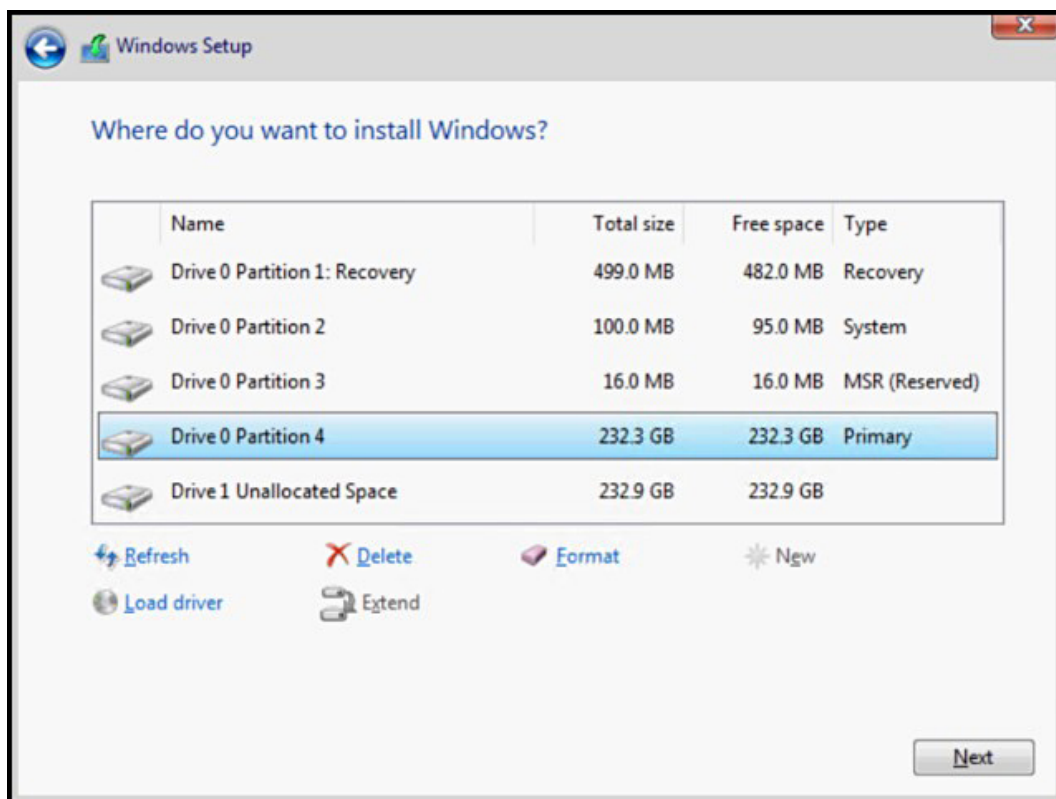 Windows Setup
Where do you want to install Windows?
Name Total size Free space Type
Drive 0 Partition 1: Recovery 499.0 MB 482.0 MB Recovery
Drive 0 Partition 2 100.0 MB 95.0 MB System
Drive 0 Partition 3 16.0 MB 16.0 MB MSR (Reserved)
Drive 0 Partition 4 232.3 GB 232.3 GB Primary
Drive 1 Unallocated Space 232.9 GB 232.9 GB
Refresh Delete Format New
Load driver Extend
Next